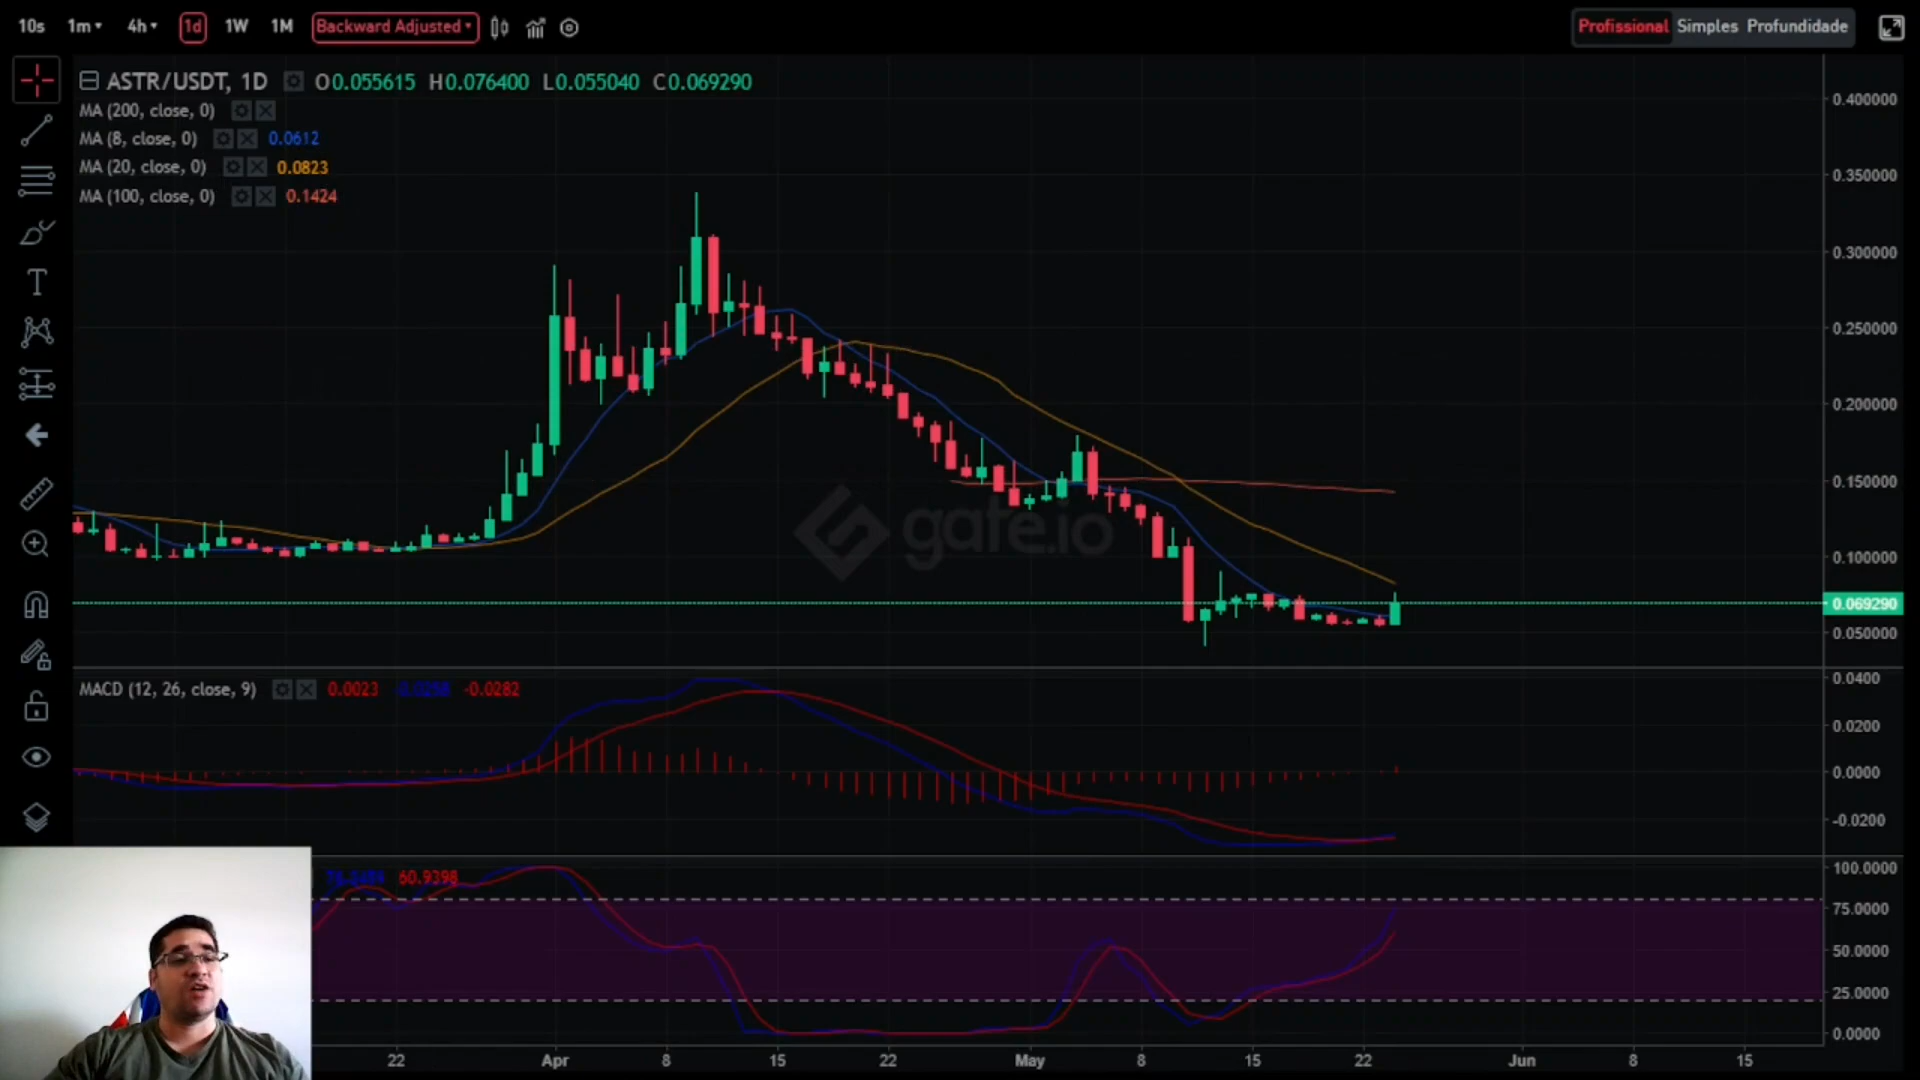 10s 1m 4h 1d 1W 1M Backward Adjusted Profissional Simples Profundidade
ASTR/USDT, 1D O0.055615 H0.076400 L0.055040 C0.069290
MA (200, close, 0)
MA (8, close, 0) 0.0612
MA (20, close, 0) 0.0823
MA (100, close, 0) 0.1424
0.400000
0.350000
0.300000
0.250000
0.200000
0.150000
0.100000
0.069290
0.050000
gate.io
MACD (12, 26, close, 9) 0.0023 -0.0258 -0.0282
0.0400
0.0200
0.0000
-0.0200
60.9398
100.0000
75.0000
50.0000
25.0000
0.0000
22 Apr 8 15 22 May 8 15 22 Jun 8 15